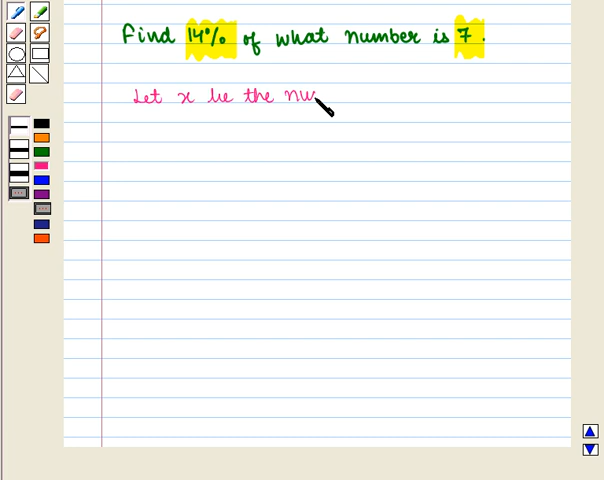 Find 14% of what number is 7.
Let x be the nu